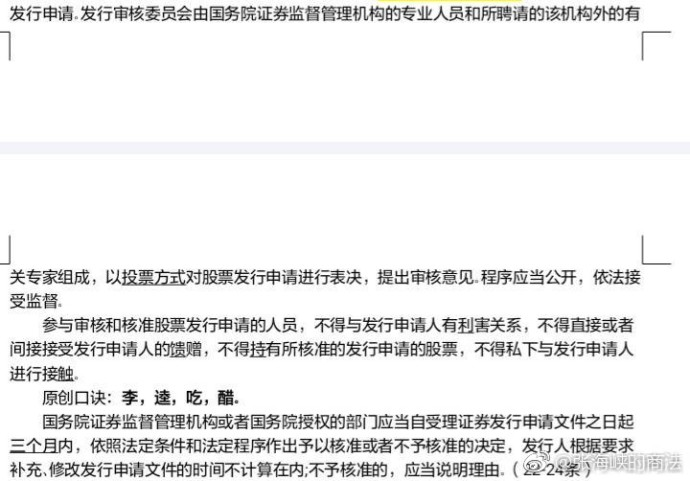 发行申请。发行审核委员会由国务院证券监督管理机构的专业人员和所聘请的该机构外的有
关专家组成，以投票方式对股票发行申请进行表决，提出审核意见。程序应当公开，依法接
受监督。
参与审核和核准股票发行申请的人员，不得与发行申请人有利害关系，不得直接或者
间接接受发行申请人的馈赠，不得持有所核准的发行申请的股票，不得私下与发行申请人
进行接触。
原创口诀：李，逵，吃，醋。
国务院证券监督管理机构或者国务院授权的部门应当自受理证券发行申请文件之日起
三个月内，依照法定条件和法定程序作出予以核准或者不予核准的决定，发行人根据要求
补充、修改发行申请文件的时间不计算在内；不予核准的，应当说明理由。（22-24条）
@张海峡的商法